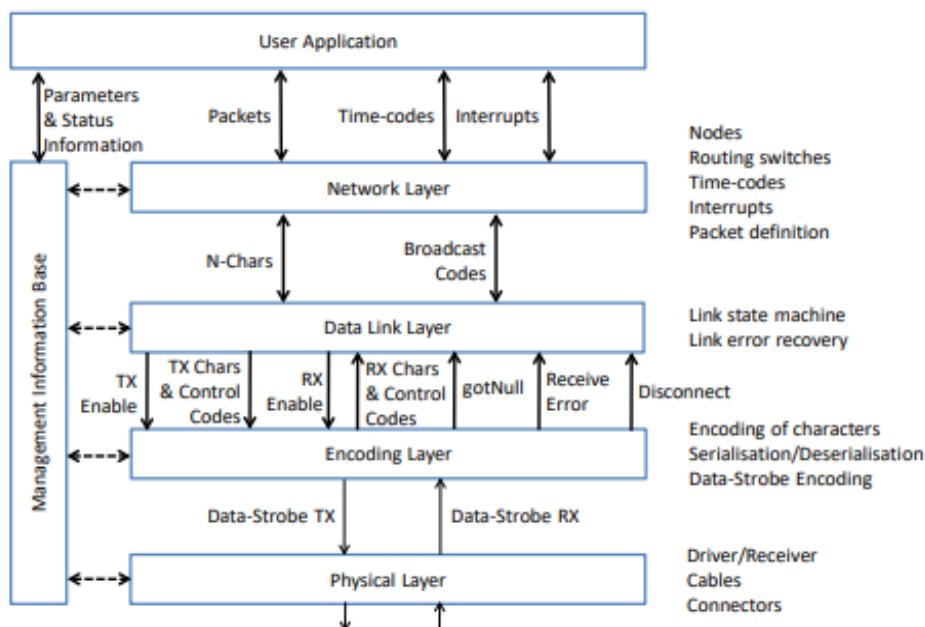 User Application
Parameters
& Status
Information
Packets
Time-codes
Interrupts
Management Information Base
Network Layer
Nodes
Routing switches
Time-codes
Interrupts
Packet definition
N-Chars
Broadcast
Codes
Data Link Layer
Link state machine
Link error recovery
TX
Enable
TX Chars
& Control
Codes
RX
Enable
RX Chars
& Control
Codes
gotNull
Receive
Error
Disconnect
Encoding Layer
Encoding of characters
Serialisation/Deserialisation
Data-Strobe Encoding
Data-Strobe TX
Data-Strobe RX
Physical Layer
Driver/Receiver
Cables
Connectors